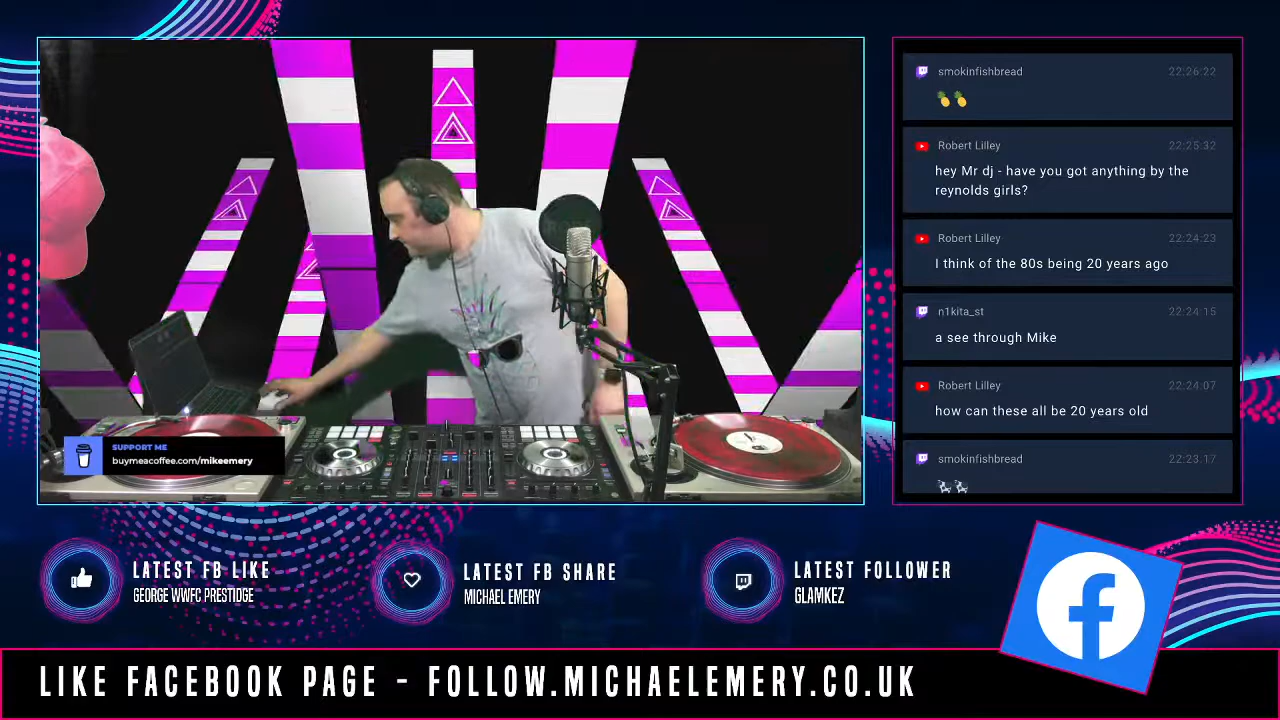 SUPPORT ME
buymeacoffee.com/mikeemery
smokinfishbread 22:26:22
🍍🍍
Robert Lilley 22:25:32
hey Mr dj - have you got anything by the
reynolds girls?
Robert Lilley 22:24:23
I think of the 80s being 20 years ago
n1kita_st 22:24:15
a see through Mike
Robert Lilley 22:24:07
how can these all be 20 years old
smokinfishbread 22:23:17
LATEST FB LIKE
GEORGE WWFC PRESTIDGE
LATEST FB SHARE
MICHAEL EMERY
LATEST FOLLOWER
GLAMKEZ
LIKE FACEBOOK PAGE - FOLLOW.MICHAELEMERY.CO.UK